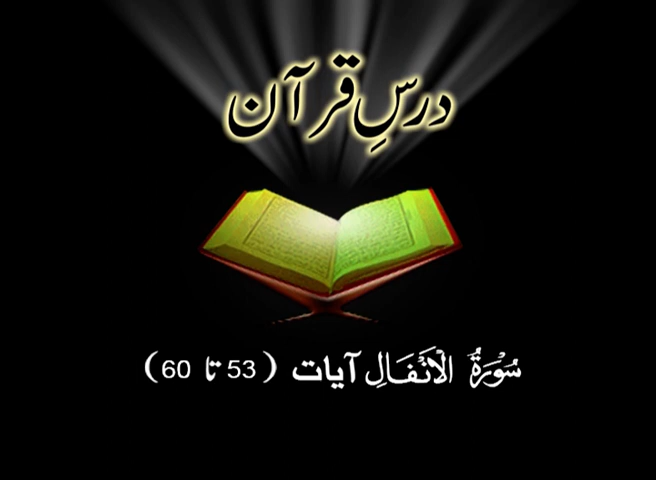 درسِ قرآن
سُوْرَةُ الْاَنْفَالِ آیات (53 تا 60)